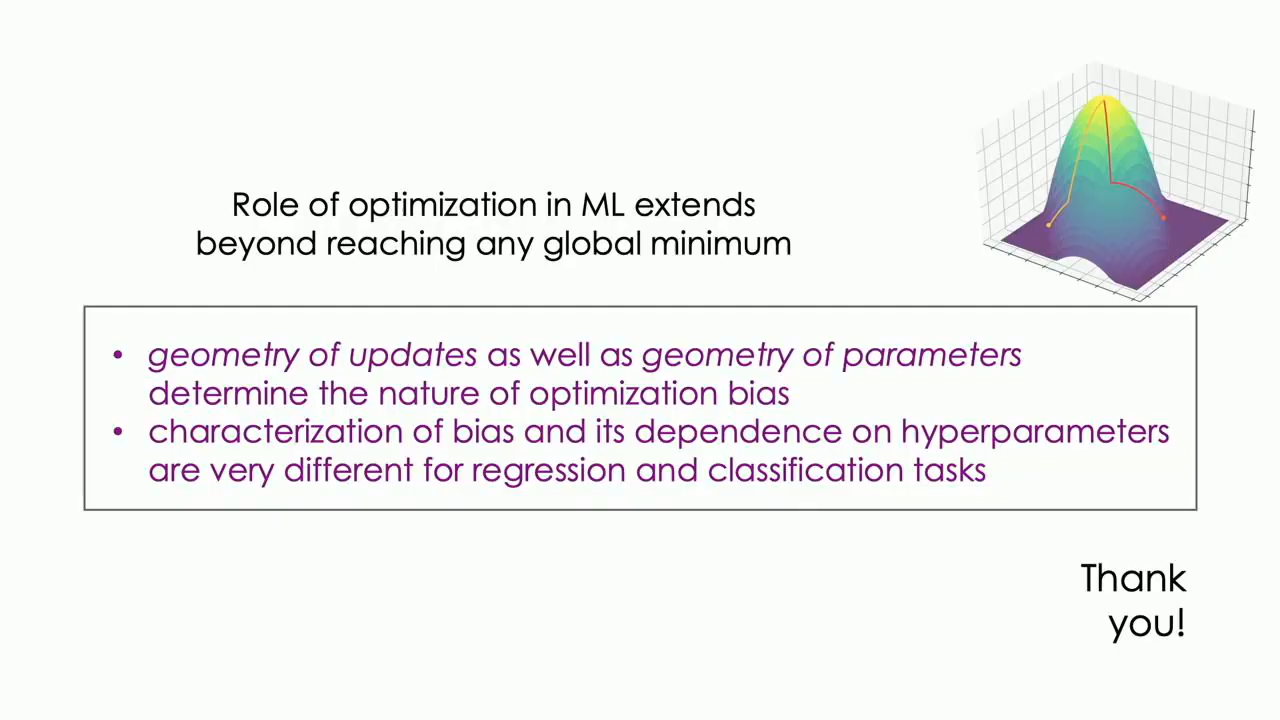 Role of optimization in ML extends
beyond reaching any global minimum
• geometry of updates as well as geometry of parameters
determine the nature of optimization bias
• characterization of bias and its dependence on hyperparameters
are very different for regression and classification tasks
Thank
you!